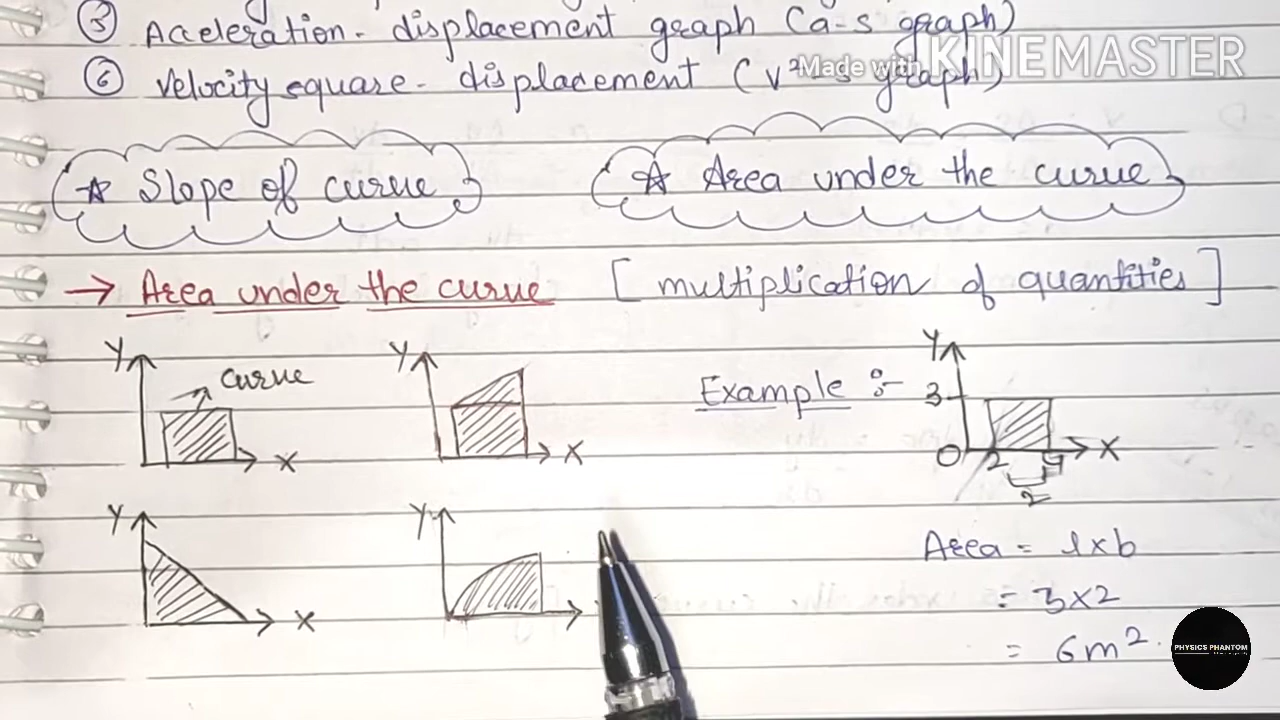 ⑤ Acceleration - displacement graph (a-s graph)
Made with KINEMASTER
⑥ Velocity square - displacement (v²-s graph)
☆ Slope of curve
☆ Area under the curve
→ Area under the curve [multiplication of quantities]
Y
curve
X
Y
X
Example :-
Y
3
O
2
4
X
2
Y
X
Y
Area = l×b
= 3×2
= 6m².
PHYSICS PHANTOM